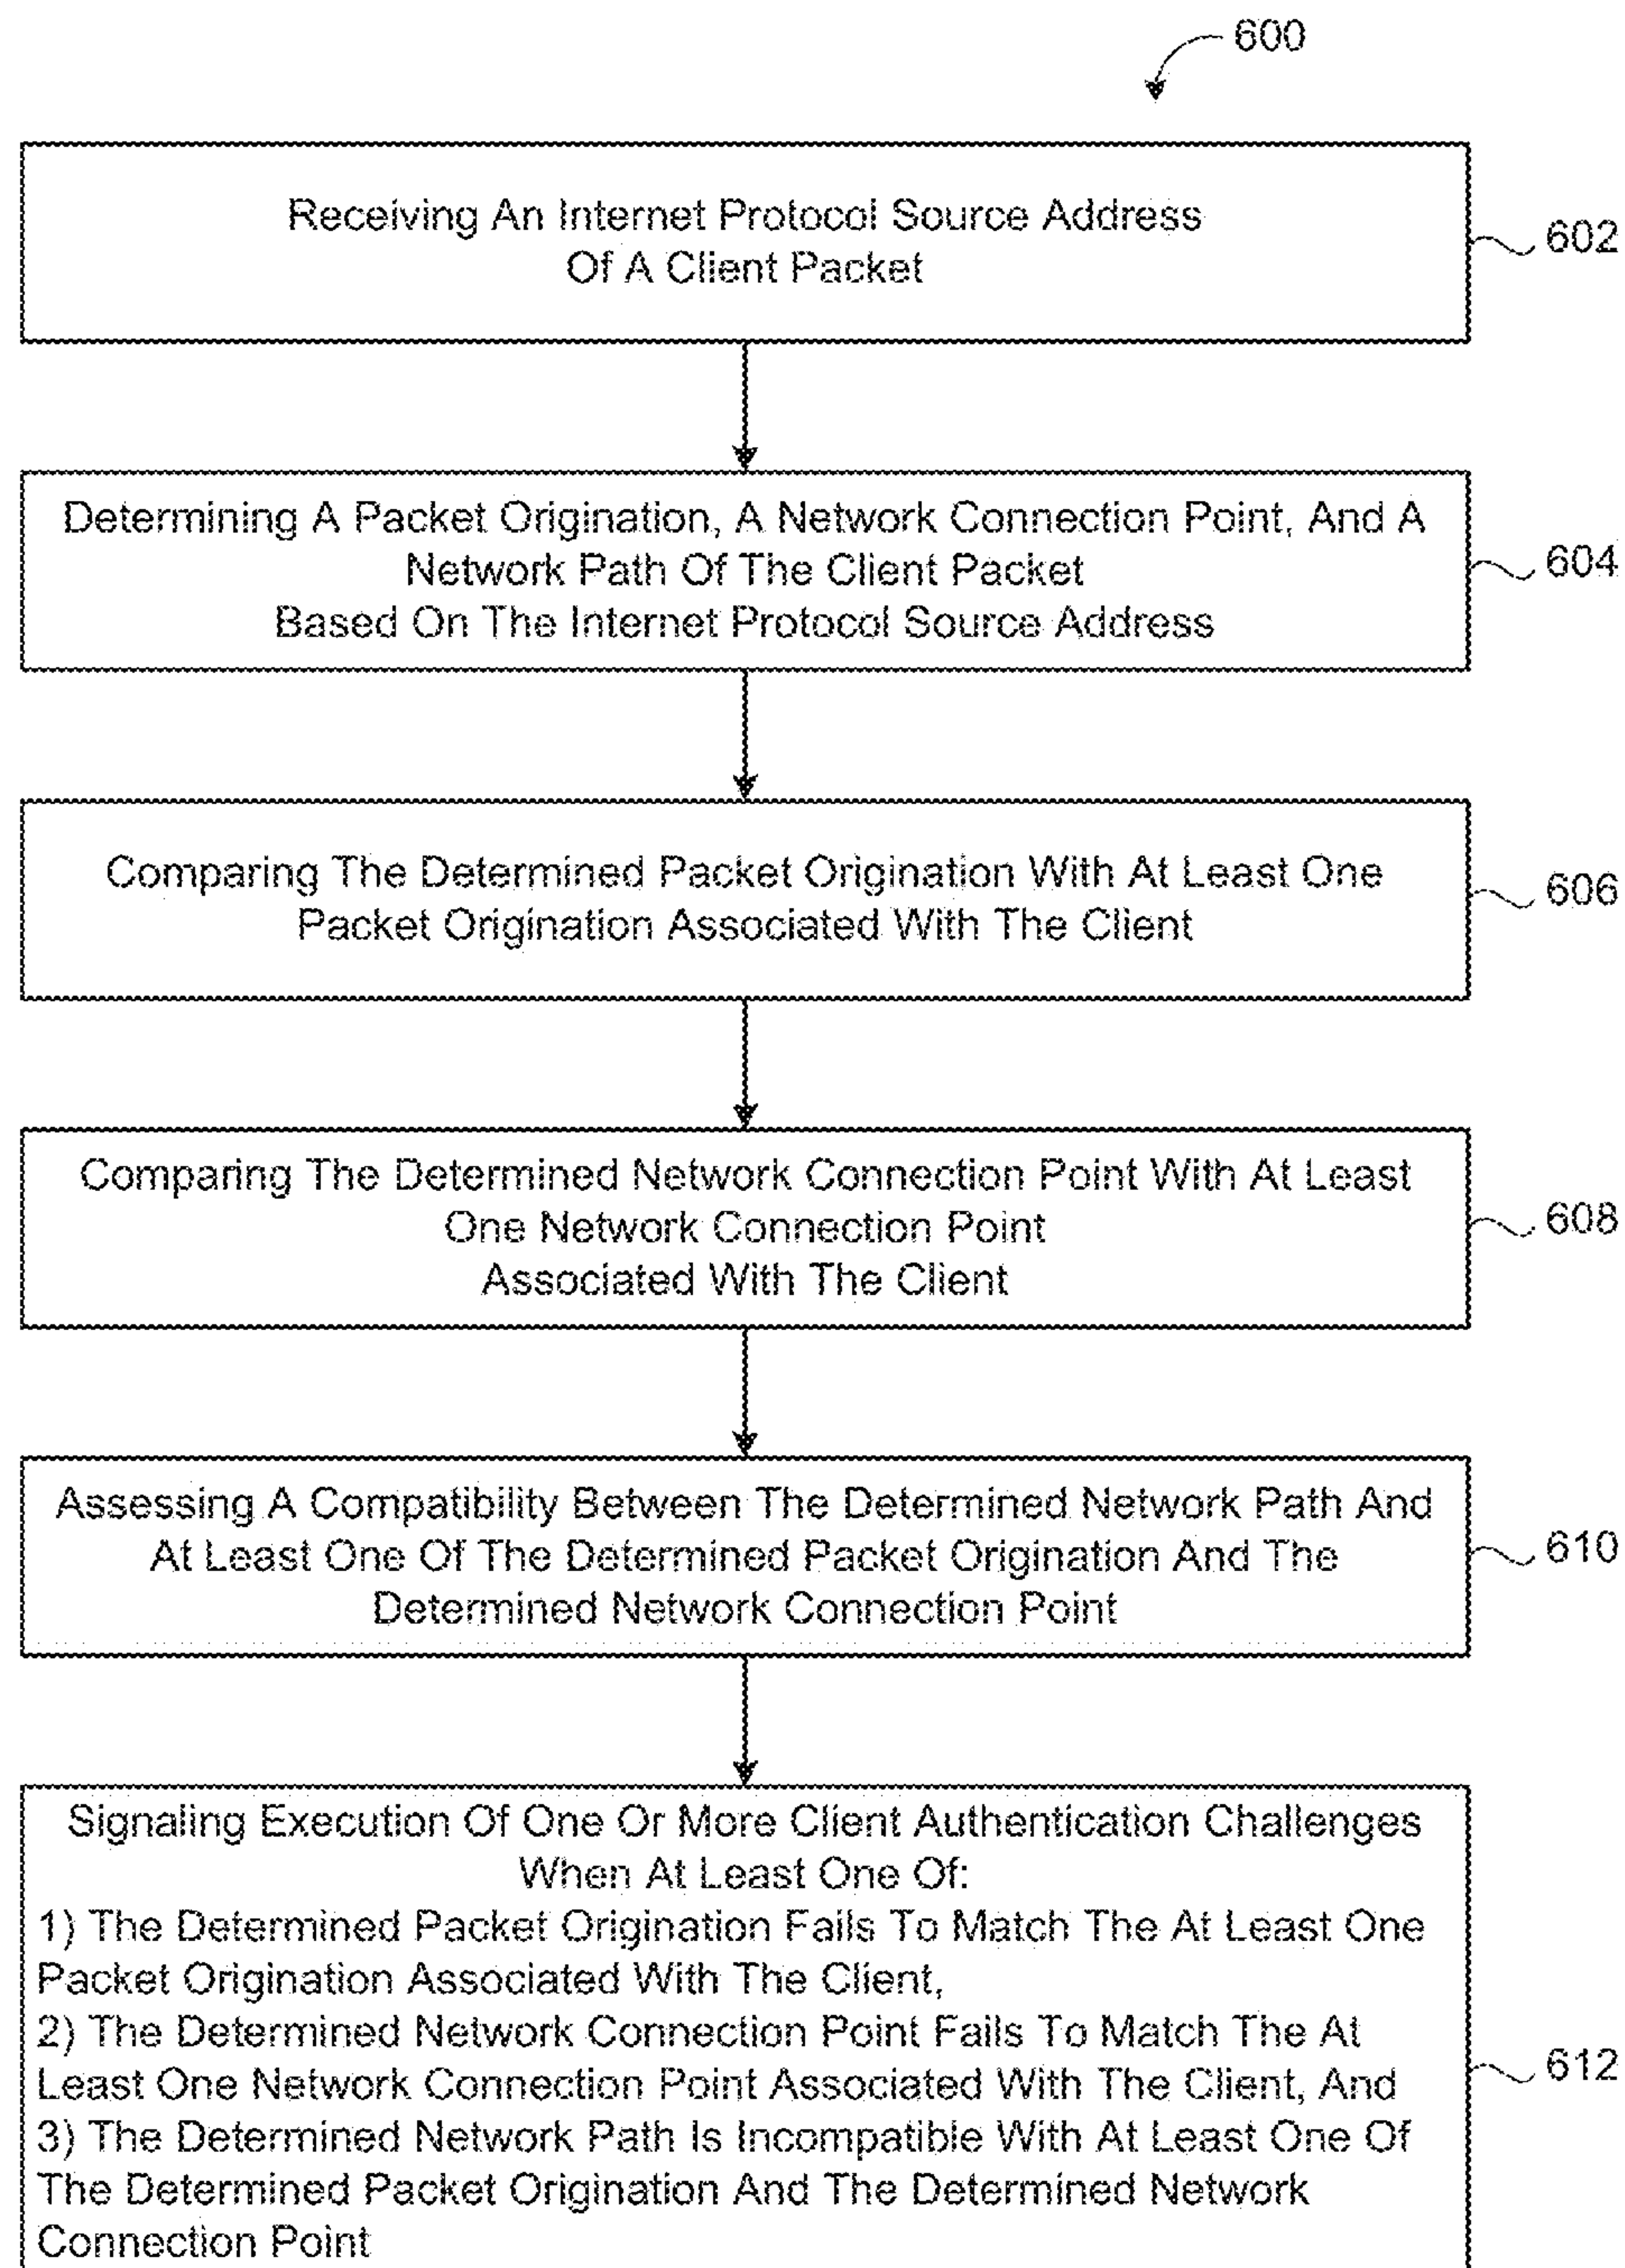 600
Receiving An Internet Protocol Source Address
Of A Client Packet
602
Determining A Packet Origination, A Network Connection Point, And A
Network Path Of The Client Packet
Based On The Internet Protocol Source Address
604
Comparing The Determined Packet Origination With At Least One
Packet Origination Associated With The Client
606
Comparing The Determined Network Connection Point With At Least
One Network Connection Point
Associated With The Client
608
Assessing A Compatibility Between The Determined Network Path And
At Least One Of The Determined Packet Origination And The
Determined Network Connection Point
610
Signaling Execution Of One Or More Client Authentication Challenges
When At Least One Of:
1) The Determined Packet Origination Fails To Match The At Least One
Packet Origination Associated With The Client,
2) The Determined Network Connection Point Fails To Match The At
Least One Network Connection Point Associated With The Client, And
3) The Determined Network Path Is Incompatible With At Least One Of
The Determined Packet Origination And The Determined Network
Connection Point
612